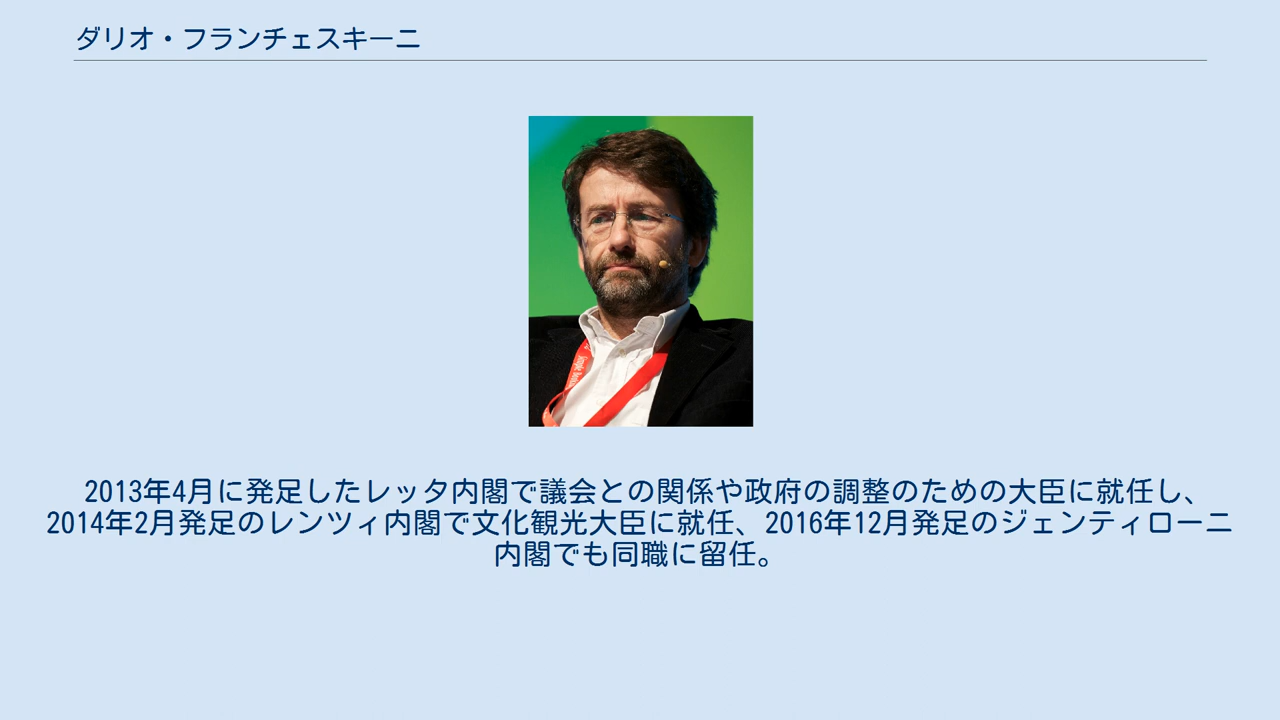 ダリオ・フランチェスキーニ
2013年4月に発足したレッタ内閣で議会との関係や政府の調整のための大臣に就任し、
2014年2月発足のレンツィ内閣で文化観光大臣に就任、2016年12月発足のジェンティローニ
内閣でも同職に留任。